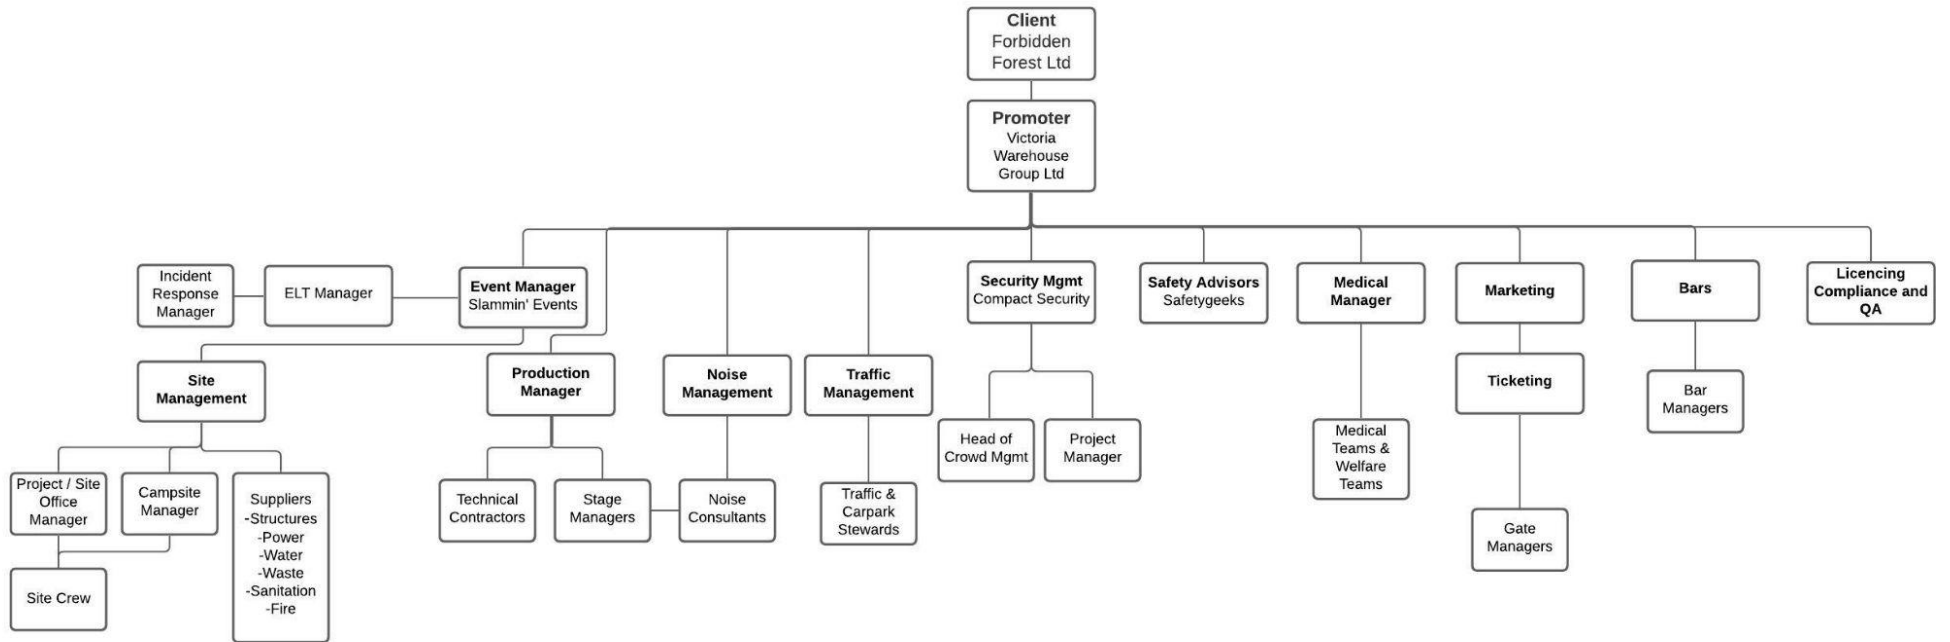 Client
Forbidden
Forest Ltd
Promoter
Victoria
Warehouse
Group Ltd
Incident
Response
Manager
ELT Manager
Event Manager
Slammin' Events
Security Mgmt
Compact Security
Safety Advisors
Safetygeeks
Medical
Manager
Marketing
Bars
Licencing
Compliance and
QA
Site
Management
Production
Manager
Noise
Management
Traffic
Management
Ticketing
Bar
Managers
Head of
Crowd Mgmt
Project
Manager
Medical
Teams &
Welfare
Teams
Project / Site
Office
Manager
Campsite
Manager
Suppliers
-Structures
-Power
-Water
-Waste
-Sanitation
-Fire
Technical
Contractors
Stage
Managers
Noise
Consultants
Traffic &
Carpark
Stewards
Gate
Managers
Site Crew